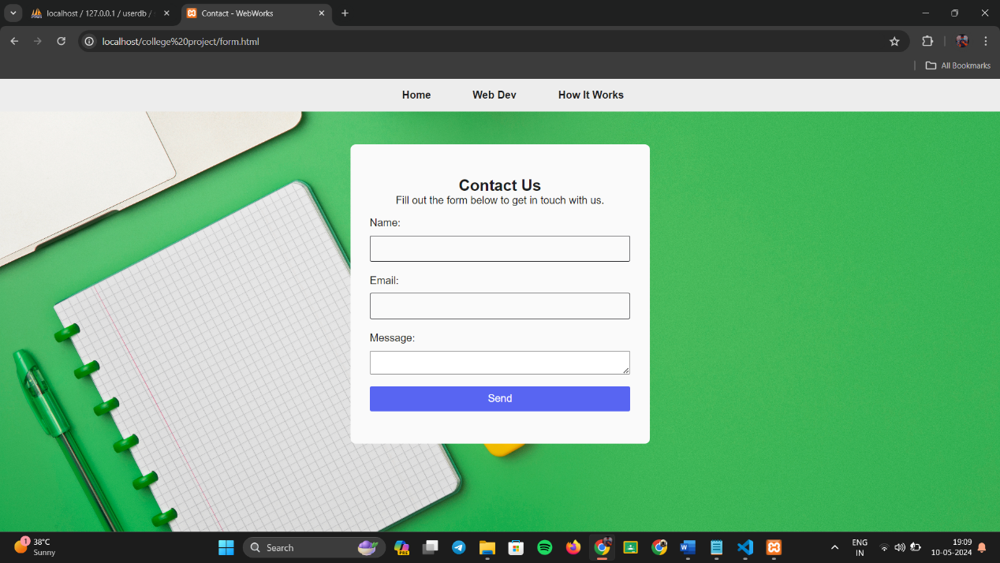 localhost / 127.0.0.1 / userdb /
Contact - WebWorks
localhost/college%20project/form.html
All Bookmarks
Home Web Dev How It Works
Contact Us
Fill out the form below to get in touch with us.
Name:
Email:
Message:
Send
1
38°C
Sunny
Search
PRE
ENG
IN
19:09
10-05-2024